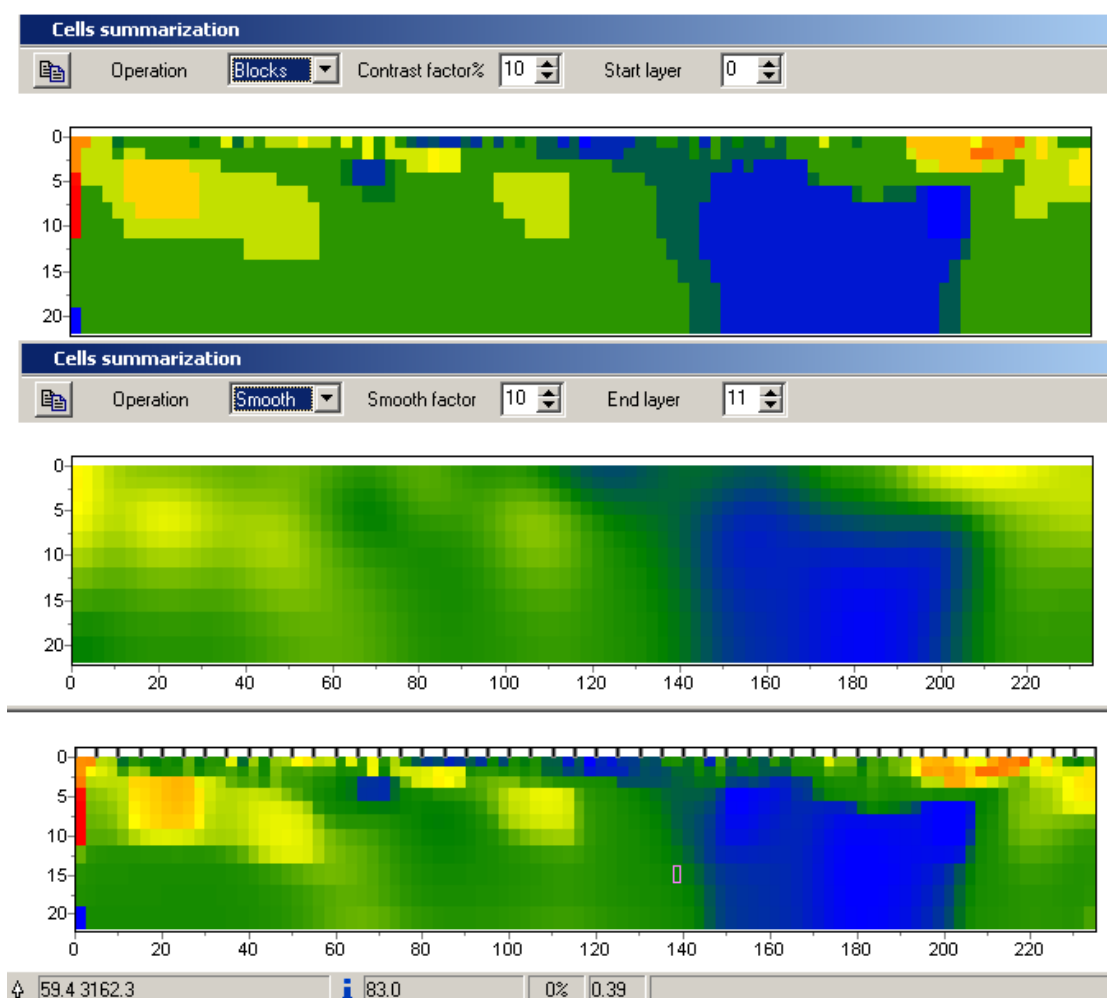 Cells summarization
Operation Blocks Contrast factor% 10 Start layer 0
0
5
10
15
20
Cells summarization
Operation Smooth Smooth factor 10 End layer 11
0
5
10
15
20
0 20 40 60 80 100 120 140 160 180 200 220
0
5
10
15
20
0 20 40 60 80 100 120 140 160 180 200 220
59.4 3162.3 i 83.0 0% 0.39